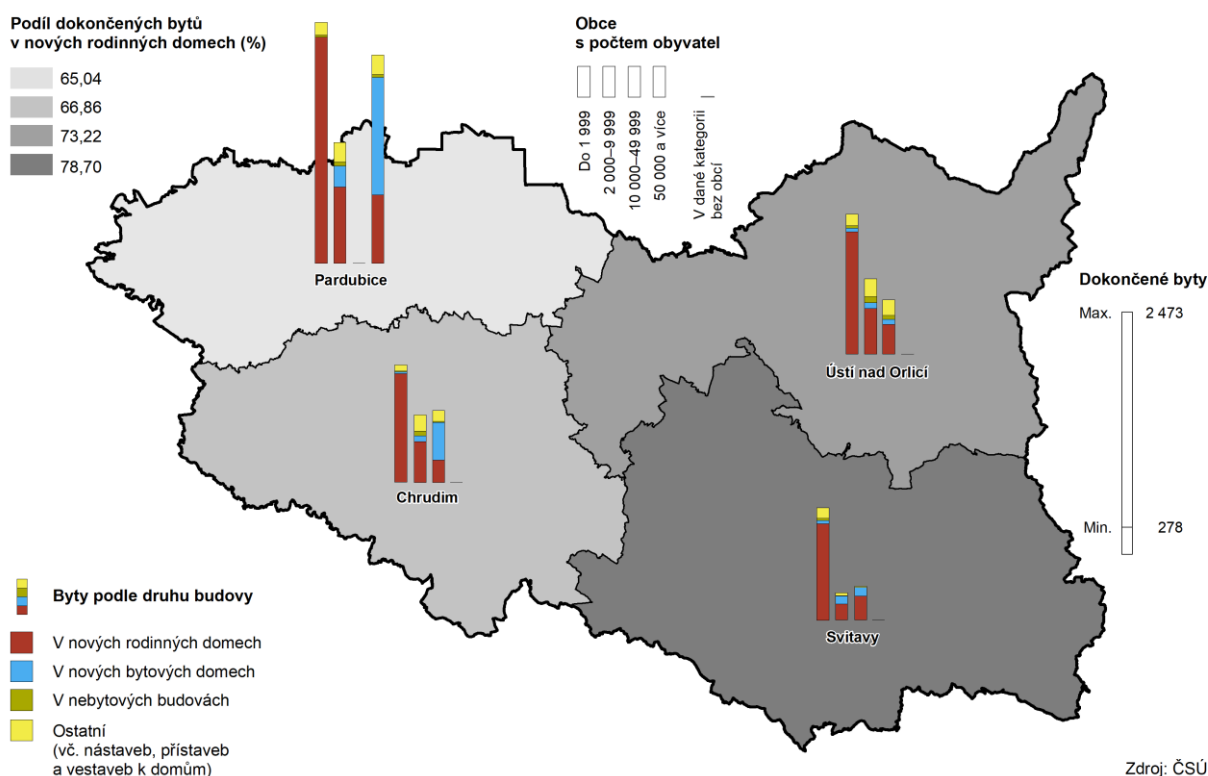 Podíl dokončených bytů
v nových rodinných domech (%)
65,04
66,86
73,22
78,70
Obce
s počtem obyvatel
Do 1 999
2 000–9 999
10 000–49 999
50 000 a více
V dané kategorii
bez obcí
Pardubice
Chrudim
Ústí nad Orlicí
Svitavy
Dokončené byty
Max. 2 473
Min. 278
Byty podle druhu budovy
V nových rodinných domech
V nových bytových domech
V nebytových budovách
Ostatní
(vč. nástaveb, přístaveb
a vestaveb k domům)
Zdroj: ČSÚ